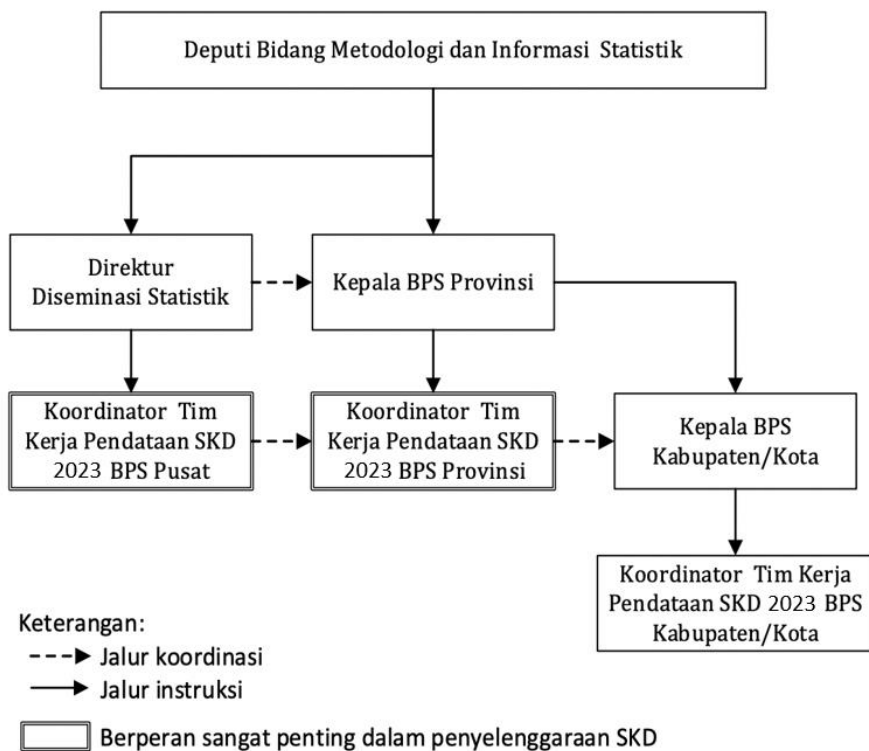 Deputi Bidang Metodologi dan Informasi Statistik
Direktur
Diseminasi Statistik
Kepala BPS Provinsi
Koordinator Tim
Kerja Pendataan SKD
2023 BPS Pusat
Koordinator Tim
Kerja Pendataan SKD
2023 BPS Provinsi
Kepala BPS
Kabupaten/Kota
Koordinator Tim Kerja
Pendataan SKD 2023 BPS
Kabupaten/Kota
Keterangan:
Jalur koordinasi
Jalur instruksi
Berperan sangat penting dalam penyelenggaraan SKD